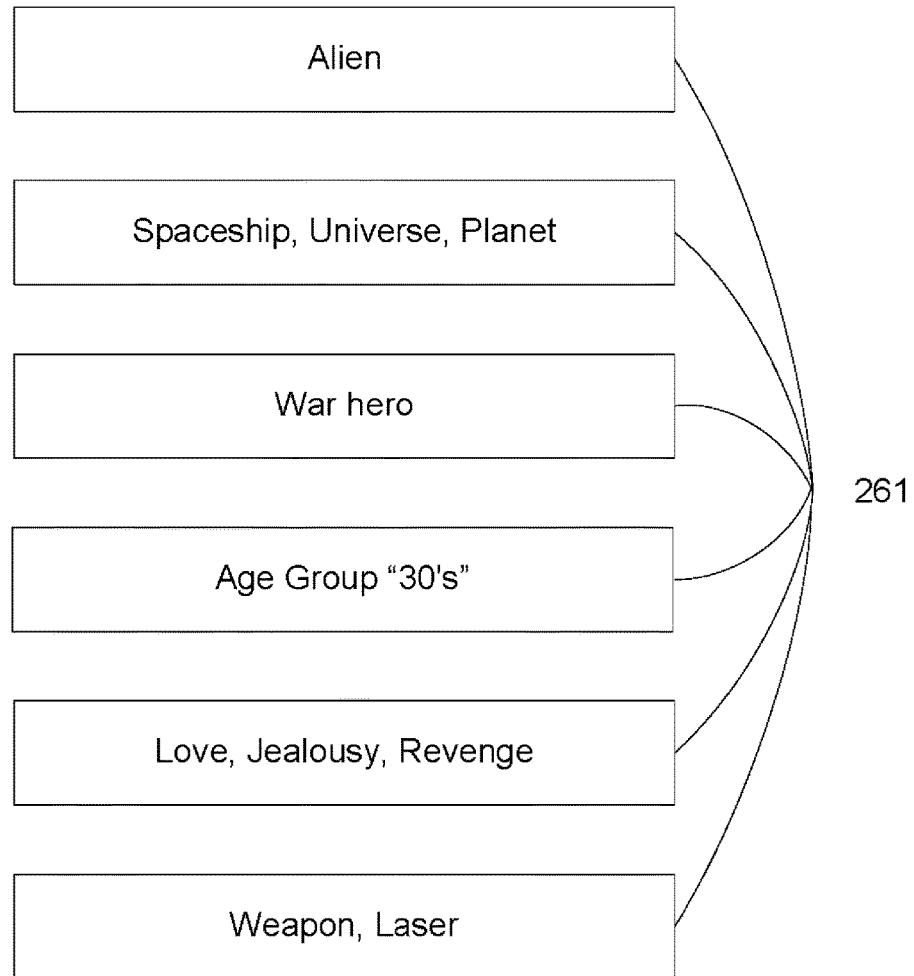 Alien
Spaceship, Universe, Planet
War hero
261
Age Group “30's”
Love, Jealousy, Revenge
Weapon, Laser